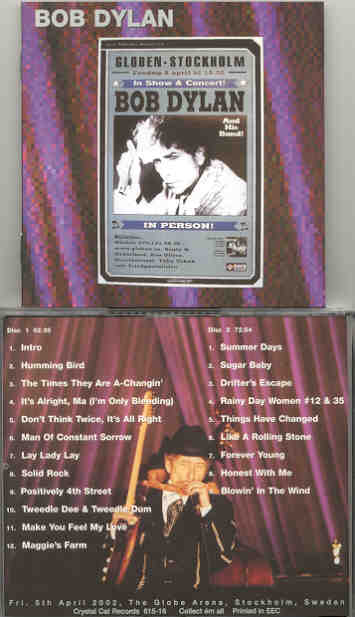 BOB DYLAN
GLOBEN - STOCKHOLM
In Show & Concert!
BOB DYLAN
And His Band!
IN PERSON!
Disc 1
1. Intro
2. Humming Bird
3. The Times They Are A-Changin'
4. It's Alright, Ma (I'm Only Bleeding)
5. Don't Think Twice, It's All Right
6. Man Of Constant Sorrow
7. Lay Lady Lay
8. Solid Rock
9. Positively 4th Street
10. Tweedle Dee & Tweedle Dum
11. Make You Feel My Love
12. Maggie's Farm
Disc 2 72:54
1. Summer Days
2. Sugar Baby
3. Drifter's Escape
4. Rainy Day Women #12 & 35
5. Things Have Changed
6. Like A Rolling Stone
7. Forever Young
8. Honest With Me
9. Blowin' In The Wind
Fri. 5th April 2002, The Globe Arena, Stockholm, Sweden
Crystal Cat Records 615-16 Collect ém all Printed in EEC